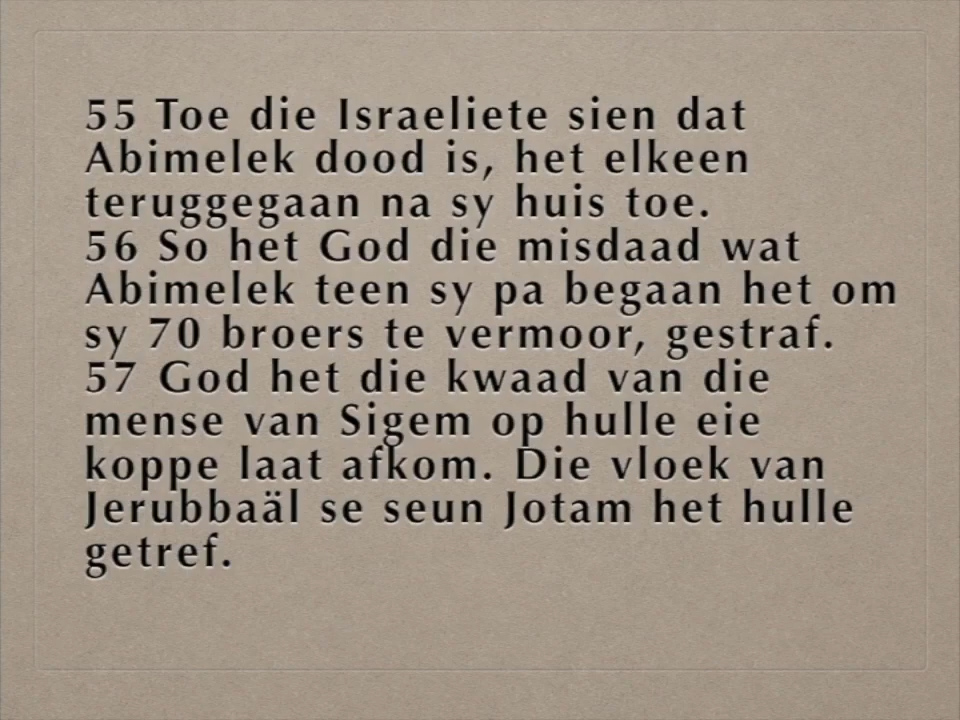 55 Toe die Israeliete sien dat
Abimelek dood is, het elkeen
teruggegaan na sy huis toe.
56 So het God die misdaad wat
Abimelek teen sy pa begaan het om
sy 70 broers te vermoor, gestraf.
57 God het die kwaad van die
mense van Sigem op hulle eie
koppe laat afkom. Die vloek van
Jerubbaäl se seun Jotam het hulle
getref.